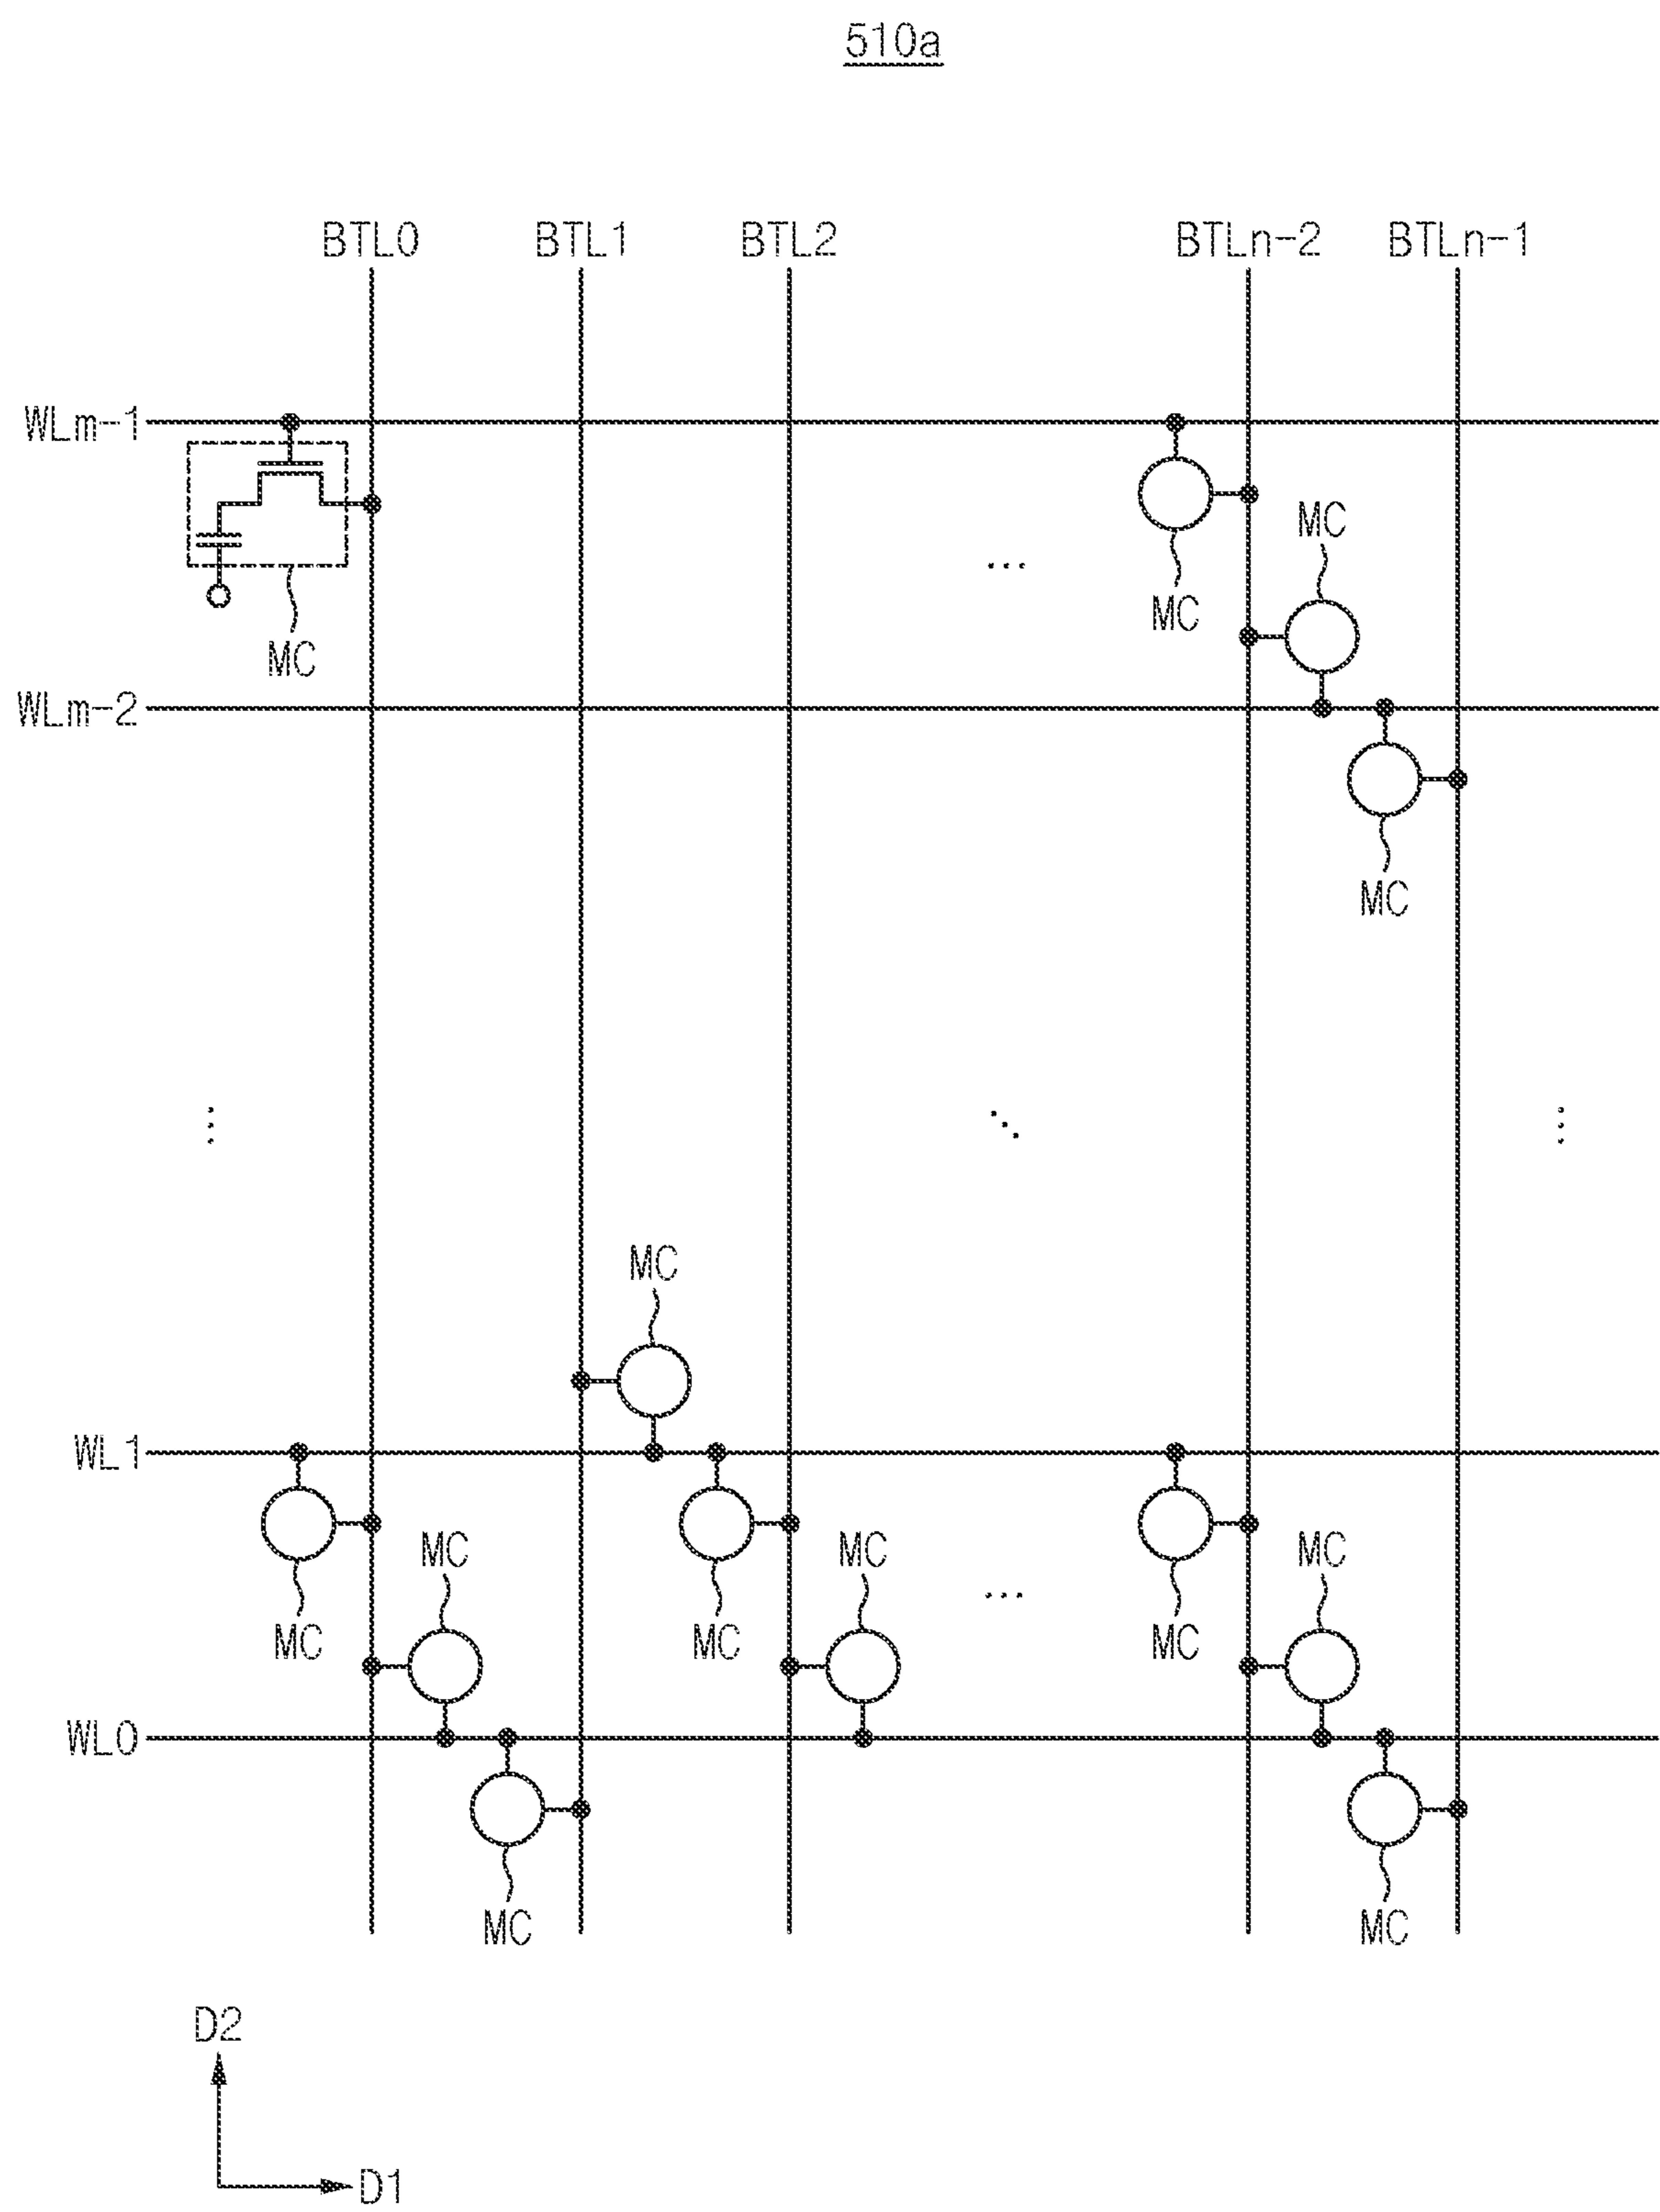 510a
BTL0 BTL1 BTL2 BTLn-2 BTLn-1
WLm-1
MC
MC
MC
WLm-2
MC
MC
WL1
MC MC MC
MC MC MC
WL0
MC MC
D2
D1